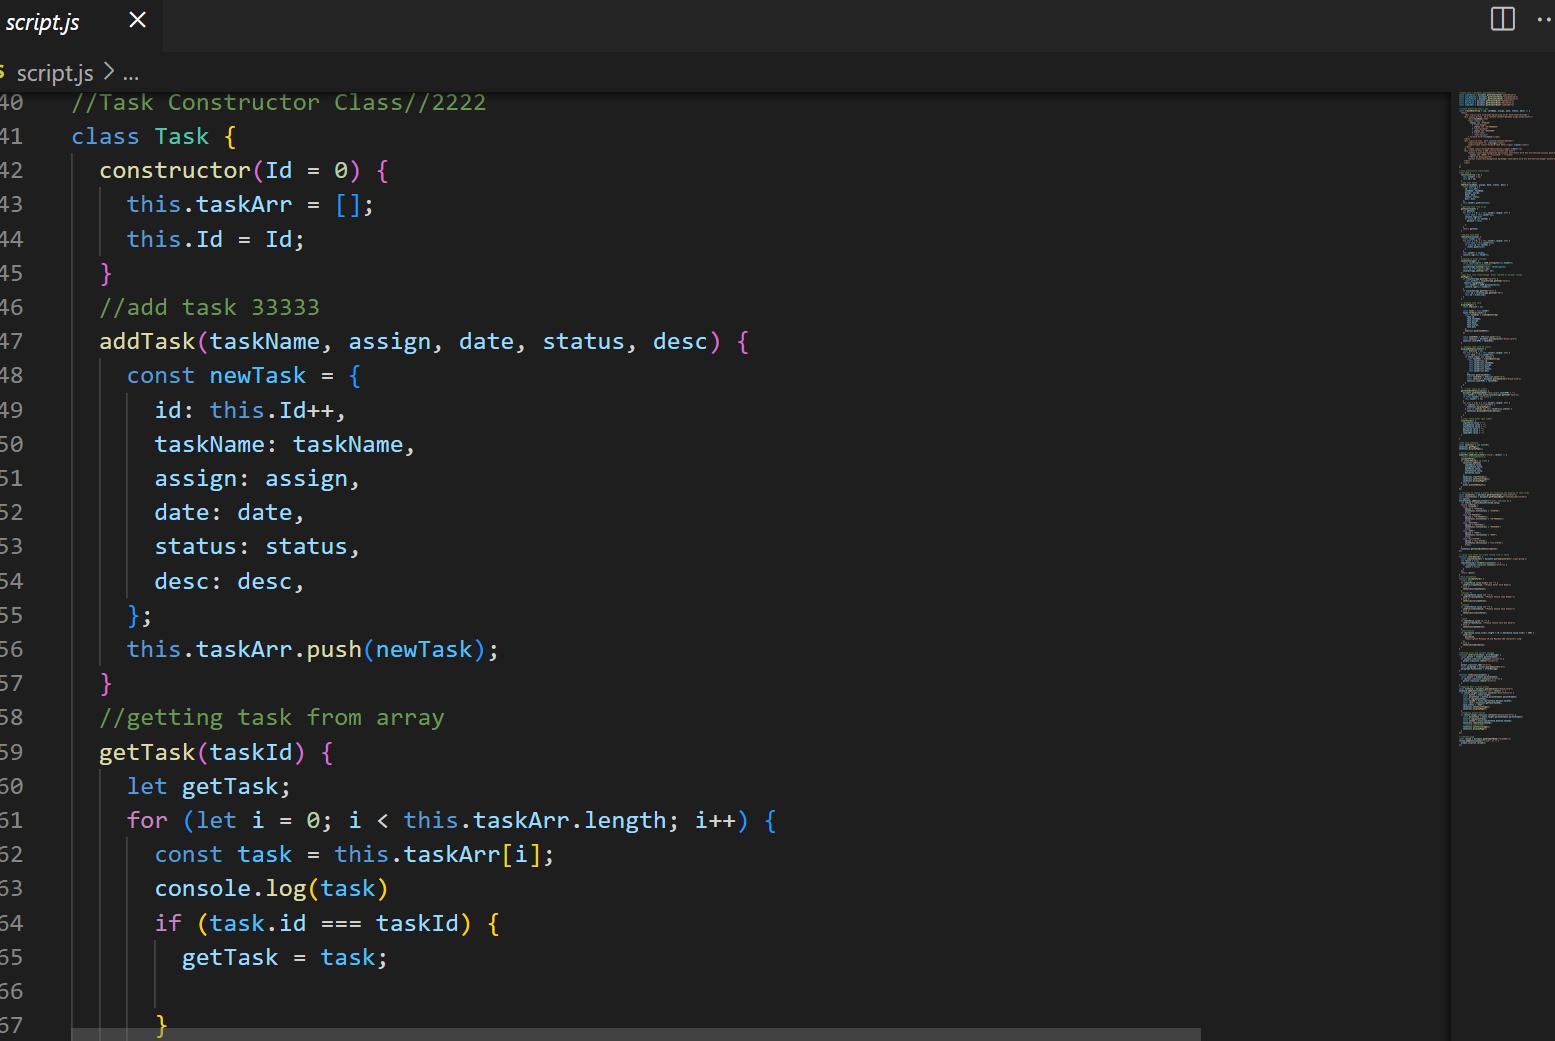 script.js
script.js > ...
40 //Task Constructor Class//2222
41 class Task {
42   constructor(Id = 0) {
43     this.taskArr = [];
44     this.Id = Id;
45   }
46   //add task 33333
47   addTask(taskName, assign, date, status, desc) {
48     const newTask = {
49       id: this.Id++,
50       taskName: taskName,
51       assign: assign,
52       date: date,
53       status: status,
54       desc: desc,
55     };
56     this.taskArr.push(newTask);
57   }
58   //getting task from array
59   getTask(taskId) {
60     let getTask;
61     for (let i = 0; i < this.taskArr.length; i++) {
62       const task = this.taskArr[i];
63       console.log(task)
64       if (task.id === taskId) {
65         getTask = task;
66
67       }